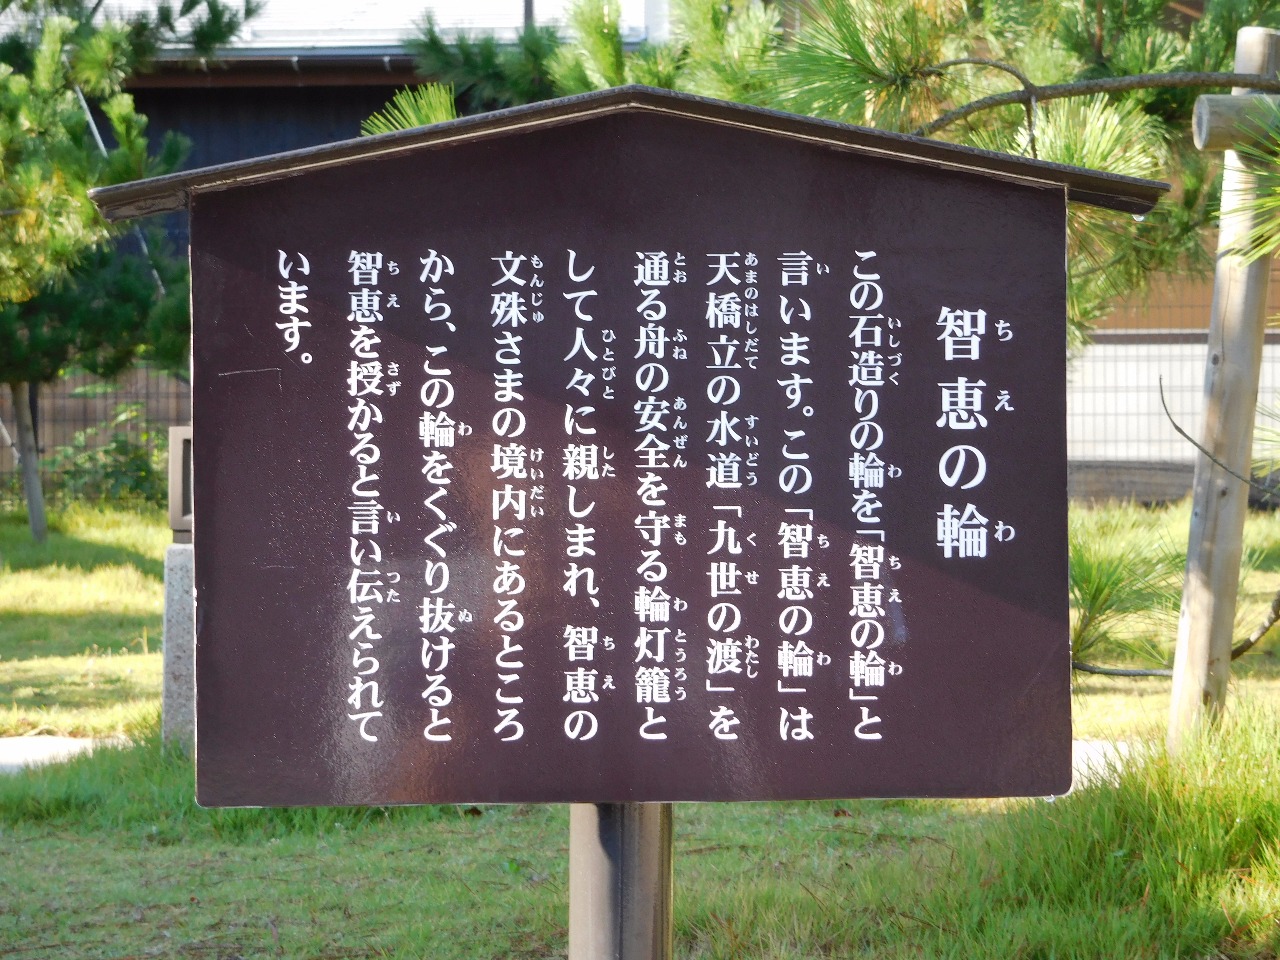 智恵の輪
この石造りの輪を「智恵の輪」と
言います。この「智恵の輪」は
天橋立の水道「九世の渡」を
通る舟の安全を守る輪灯籠と
して人々に親しまれ、智恵の
文殊さまの境内にあるところ
から、この輪をくぐり抜けると
智恵を授かると言い伝えられて
います。